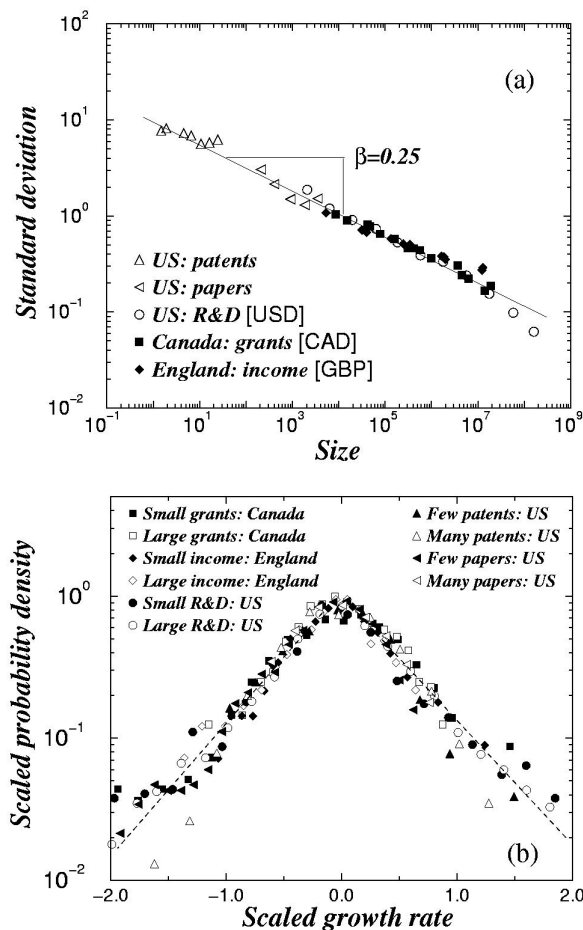 (a)
10^2
10^1
10^0
10^-1
10^-2
Standard deviation
β=0.25
US: patents
US: papers
US: R&D [USD]
Canada: grants [CAD]
England: income [GBP]
10^-1 10^1 10^3 10^5 10^7 10^9
Size
Small grants: Canada
Large grants: Canada
Small income: England
Large income: England
Small R&D: US
Large R&D: US
Few patents: US
Many patents: US
Few papers: US
Many papers: US
10^0
10^-1
10^-2
Scaled probability density
(b)
-2.0 -1.0 0.0 1.0 2.0
Scaled growth rate